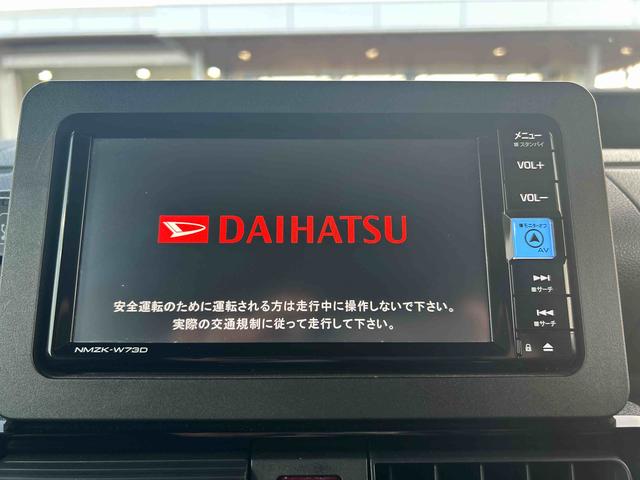 メニュー
■スタンバイ
VOL+
VOL-
DAIHATSU
AV
■サーチ
安全運転のために運転される方は走行中に操作しないで下さい。
実際の交通規制に従って走行して下さい。
■サーチ
NMZK-W73D